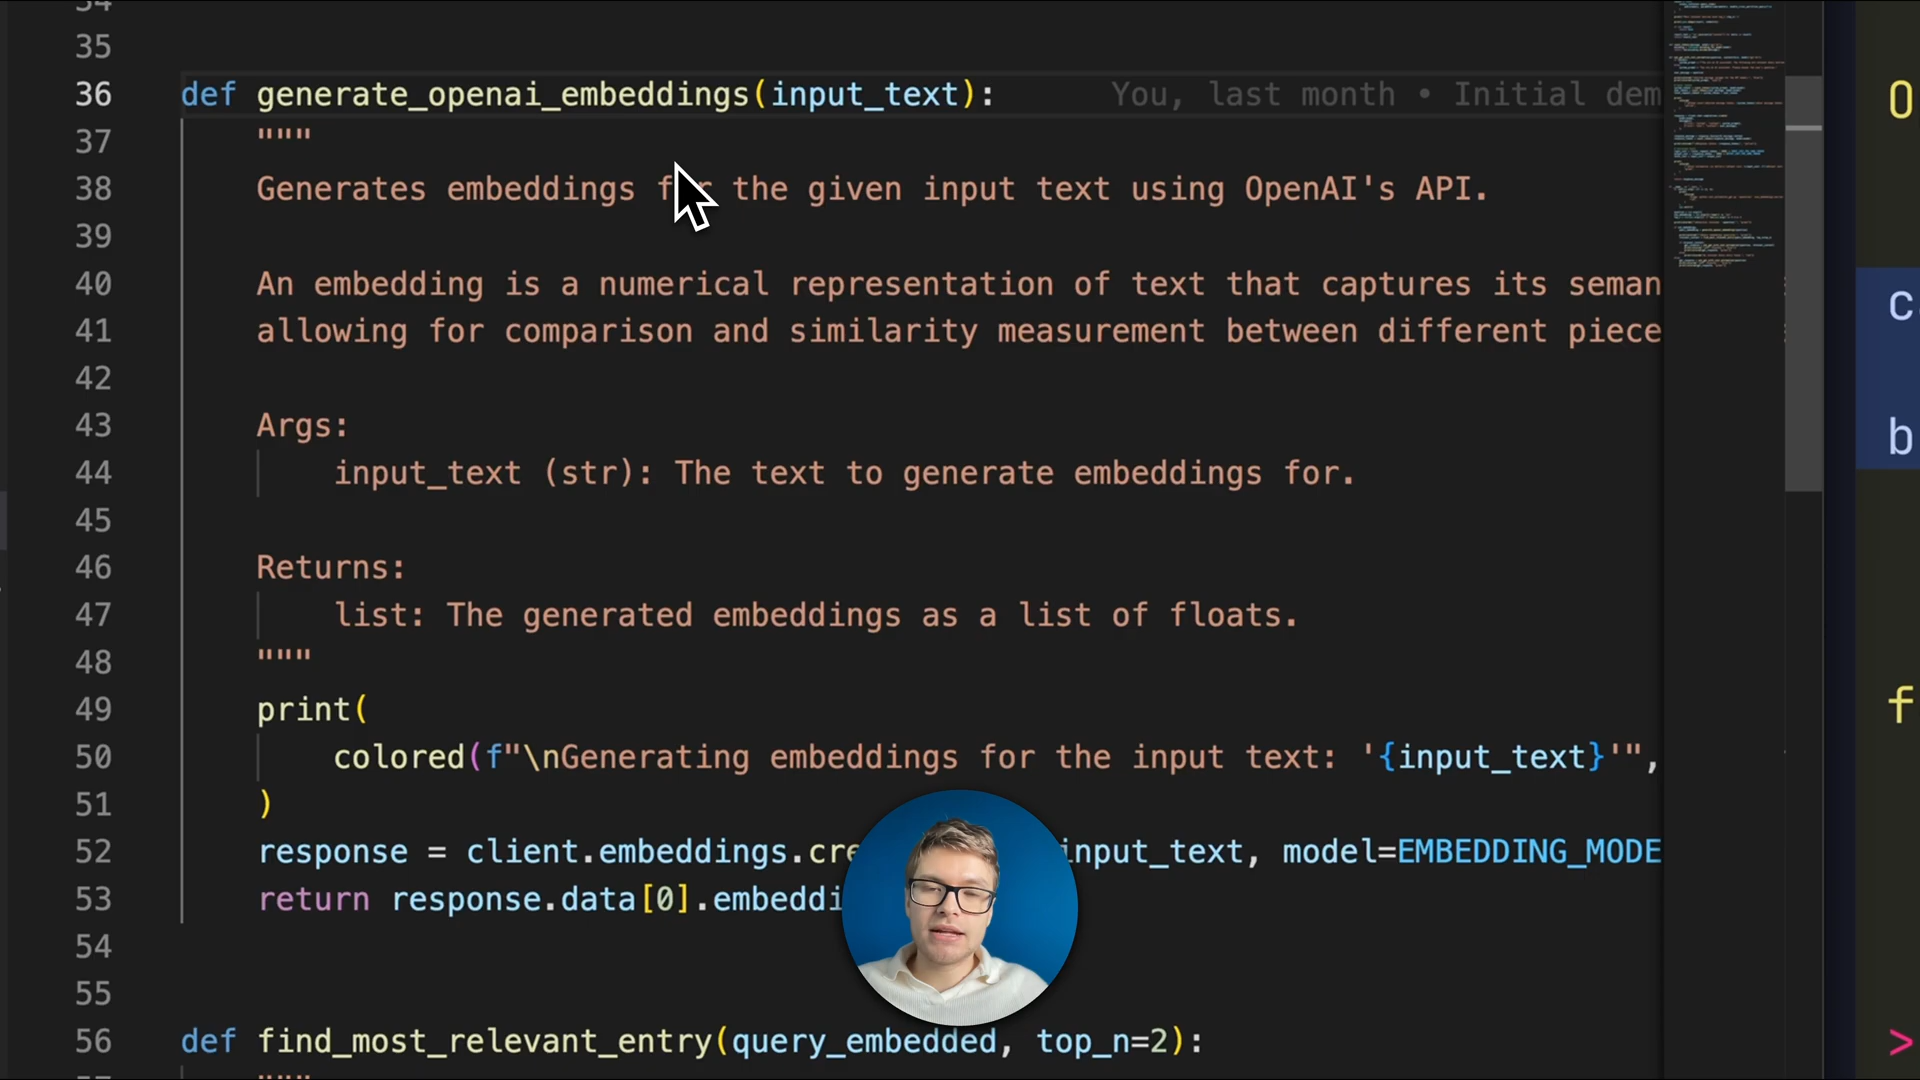 34
35
36 def generate_openai_embeddings(input_text): You, last month • Initial dem
37 """
38 Generates embeddings for the given input text using OpenAI's API.
39
40 An embedding is a numerical representation of text that captures its seman
41 allowing for comparison and similarity measurement between different piece
42
43 Args:
44 input_text (str): The text to generate embeddings for.
45
46 Returns:
47 list: The generated embeddings as a list of floats.
48 """
49 print(
50 colored(f"\nGenerating embeddings for the input text: '{input_text}'",
51 )
52 response = client.embeddings.cre input_text, model=EMBEDDING_MODE
53 return response.data[0].embeddi
54
55
56 def find_most_relevant_entry(query_embedded, top_n=2):
"""
O
c
b
f
>